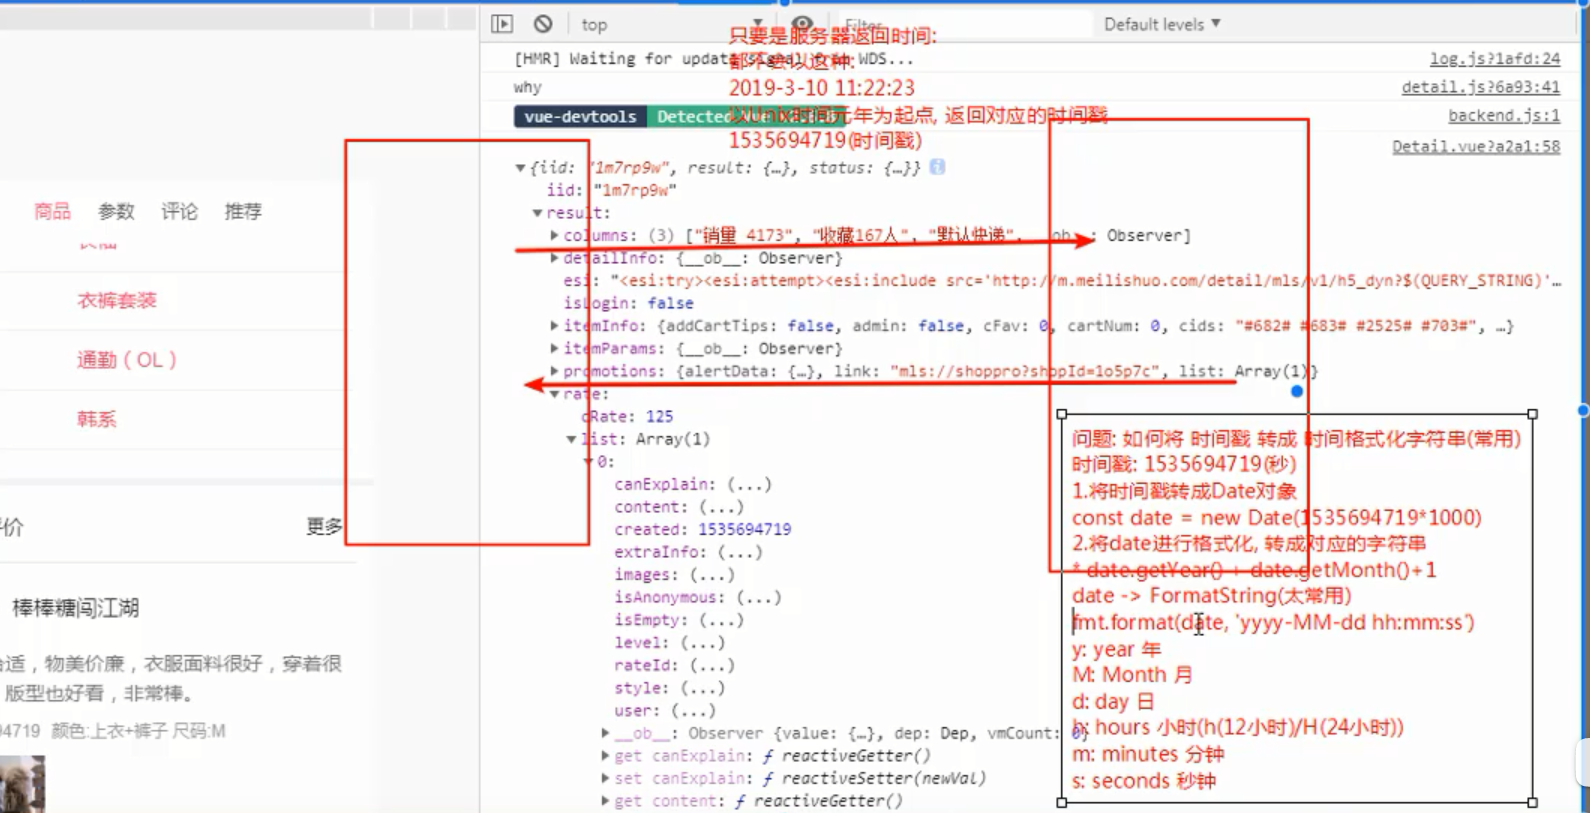 top
Filter
Default levels ▼
只要是服务器返回时间:
[HMR] Waiting for update signal from WDS...
log.js?1afd:24
都不会以这种:
why
detail.js?6a93:41
2019-3-10 11:22:23
vue-devtools
Detected
backend.js:1
以Unix时间元年为起点, 返回对应的时间戳
1535694719(时间戳)
Detail.vue?a2a1:58
▼{iid: "1m7rp9w", result: {…}, status: {…}}
iid: "1m7rp9w"
商品 参数 评论 推荐
▼result:
▶columns: (3) ["销量 4173", "收藏167人", "默认快递", __ob__: Observer]
▶detailInfo: {__ob__: Observer}
esi: "<esi:try><esi:attempt><esi:include src='http://m.meilishuo.com/detail/mls/v1/h5_dyn?$(QUERY_STRING)'…
衣裤套装
isLogin: false
▶itemInfo: {addCartTips: false, admin: false, cFav: 0, cartNum: 0, cids: "#682# #683# #2525# #703#", …}
▶itemParams: {__ob__: Observer}
通勤（OL）
▶promotions: {alertData: {…}, link: "mls://shoppro?shopId=1o5p7c", list: Array(1)}
▼rate:
cRate: 125
韩系
▼list: Array(1)
▼0:
canExplain: (...)
content: (...)
评价
更多
created: 1535694719
extraInfo: (...)
images: (...)
isAnonymous: (...)
棒棒糖闯江湖
isEmpty: (...)
level: (...)
合适，物美价廉，衣服面料很好，穿着很
rateId: (...)
style: (...)
版型也好看，非常棒。
user: (...)
94719 颜色:上衣+裤子 尺码:M
▶__ob__: Observer {value: {…}, dep: Dep, vmCount: 0}
▶get canExplain: ƒ reactiveGetter()
▶set canExplain: ƒ reactiveSetter(newVal)
▶get content: ƒ reactiveGetter()
问题: 如何将 时间戳 转成 时间格式化字符串(常用)
时间戳: 1535694719(秒)
1.将时间戳转成Date对象
const date = new Date(1535694719*1000)
2.将date进行格式化, 转成对应的字符串
* date.getYear() + date.getMonth()+1
date -> FormatString(太常用)
fmt.format(date, 'yyyy-MM-dd hh:mm:ss')
y: year 年
M: Month 月
d: day 日
h: hours 小时(h(12小时)/H(24小时))
m: minutes 分钟
s: seconds 秒钟